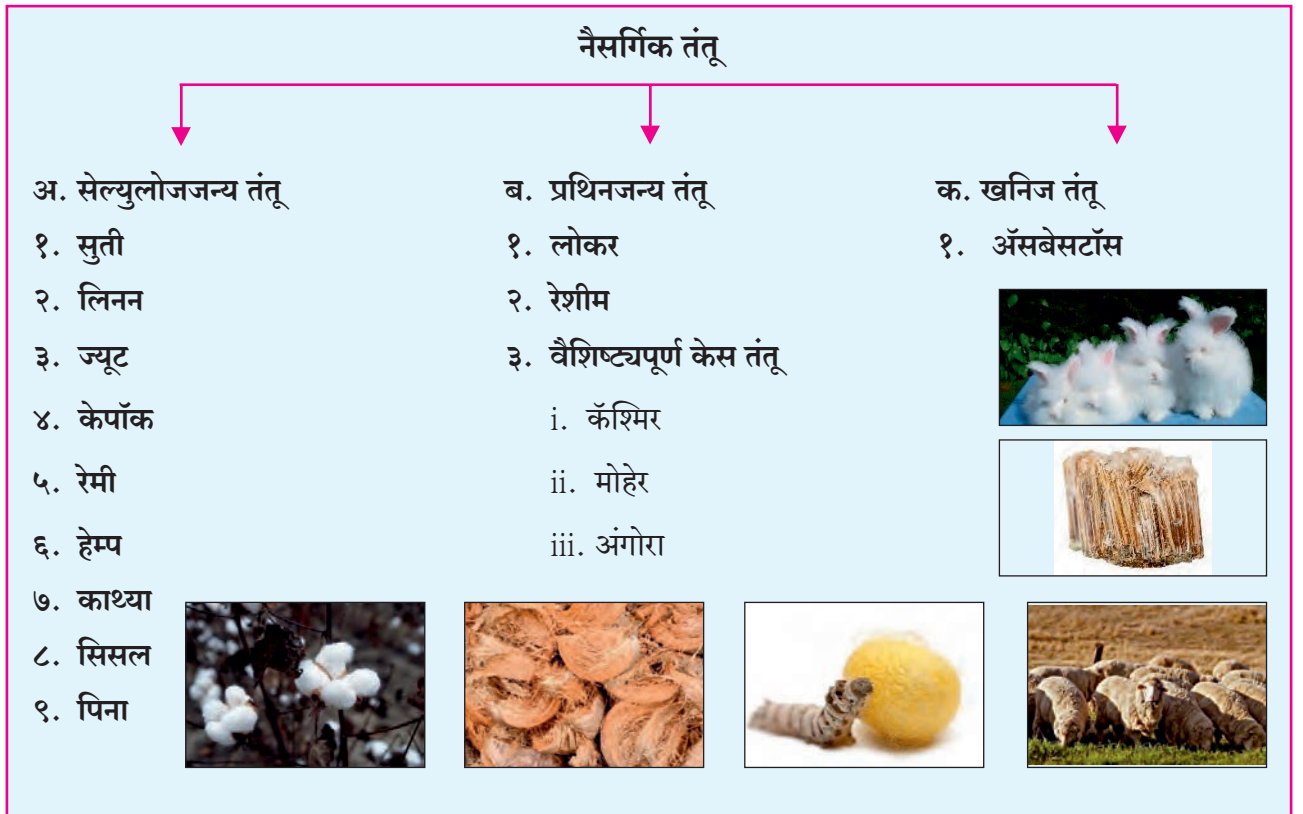 नैसर्गिक तंतू
अ. सेल्युलोजजन्य तंतू
१. सुती
२. लिनन
३. ज्यूट
४. केपॉक
५. रेमी
६. हेम्प
७. काथ्या
८. सिसल
९. पिना
ब. प्रथिनजन्य तंतू
१. लोकर
२. रेशीम
३. वैशिष्ट्यपूर्ण केस तंतू
i. कॅश्मिर
ii. मोहेर
iii. अंगोरा
क. खनिज तंतू
१. ॲसबेसटॉस